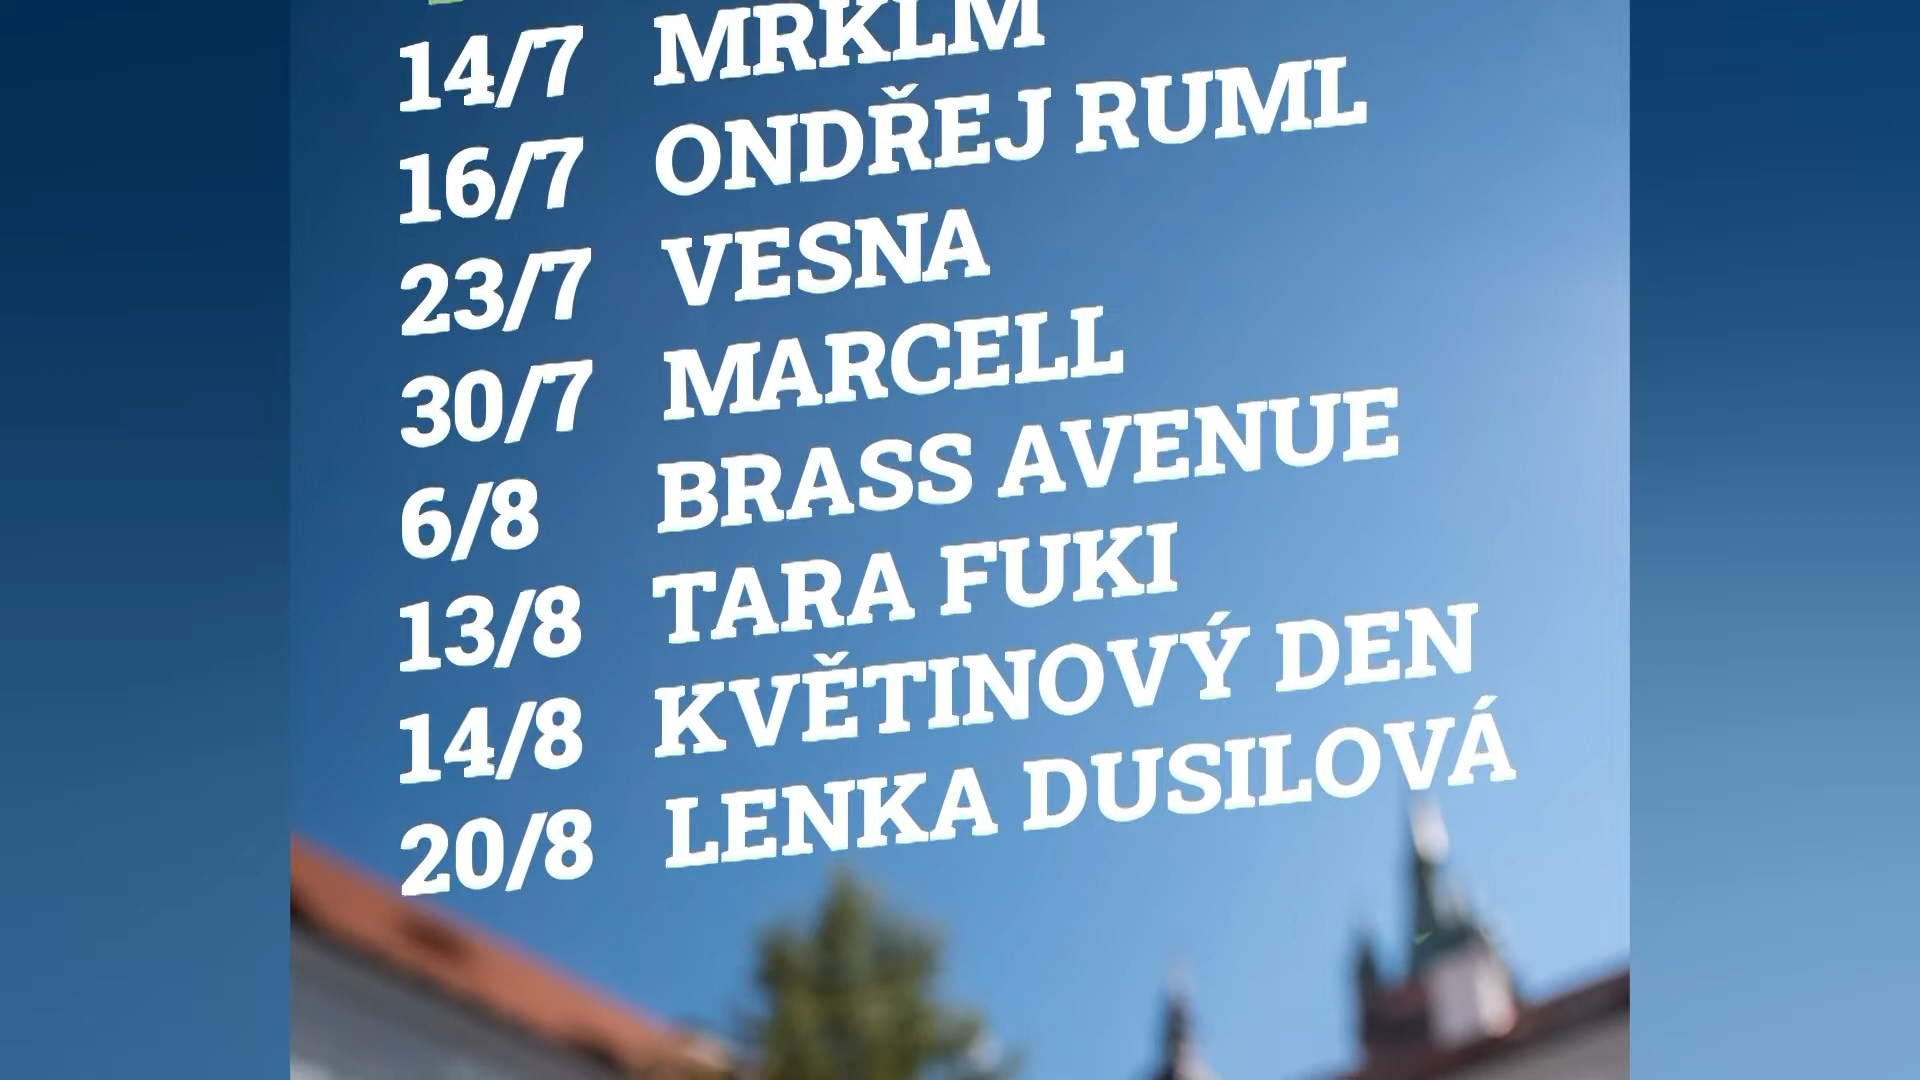 14/7 MRKLM
16/7 ONDŘEJ RUML
23/7 VESNA
30/7 MARCELL
6/8 BRASS AVENUE
13/8 TARA FUKI
14/8 KVĚTINOVÝ DEN
20/8 LENKA DUSILOVÁ